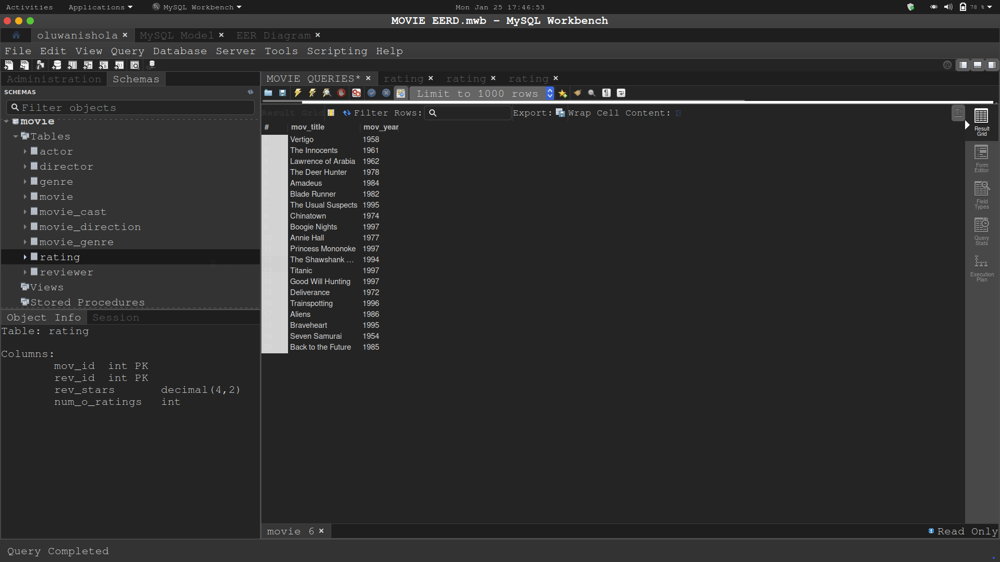 Activities Applications MySQL Workbench Mon Jan 25 17:46:53 78 %
MOVIE EERD.mwb - MySQL Workbench
oluwanishola × MySQL Model × EER Diagram ×
File Edit View Query Database Server Tools Scripting Help
Administration Schemas
MOVIE QUERIES* × rating × rating × rating ×
SCHEMAS
Limit to 1000 rows
Filter objects
Result Grid Filter Rows: Export: Wrap Cell Content:
movie
Tables
actor
director
genre
movie
movie_cast
movie_direction
movie_genre
rating
reviewer
Views
Stored Procedures
Object Info Session
Table: rating
Columns:
mov_id int PK
rev_id int PK
rev_stars decimal(4,2)
num_o_ratings int
# mov_title mov_year
1 Vertigo 1958
2 The Innocents 1961
3 Lawrence of Arabia 1962
4 The Deer Hunter 1978
5 Amadeus 1984
6 Blade Runner 1982
7 The Usual Suspects 1995
8 Chinatown 1974
9 Boogie Nights 1997
10 Annie Hall 1977
11 Princess Mononoke 1997
12 The Shawshank ... 1994
13 Titanic 1997
14 Good Will Hunting 1997
15 Deliverance 1972
16 Trainspotting 1996
17 Aliens 1986
18 Braveheart 1995
19 Seven Samurai 1954
20 Back to the Future 1985
Result
Grid
Form
Editor
Field
Types
Query
Stats
Execution
Plan
movie 6 × Read Only
Query Completed